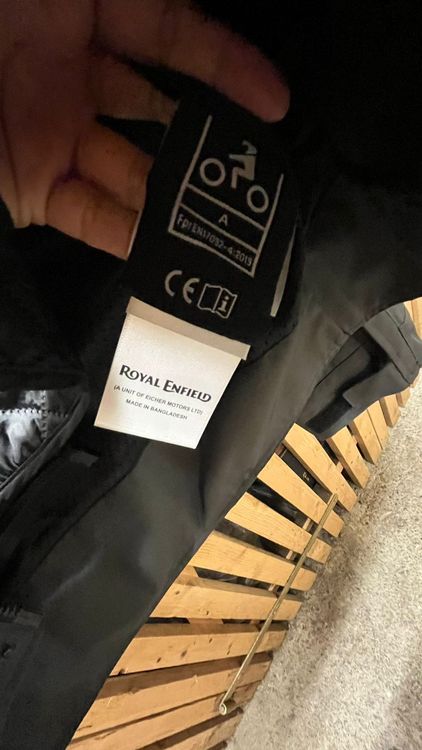 A
FprEN17092-4:2019
CE i
ROYAL ENFIELD
(A UNIT OF EICHER MOTORS LTD)
MADE IN BANGLADESH